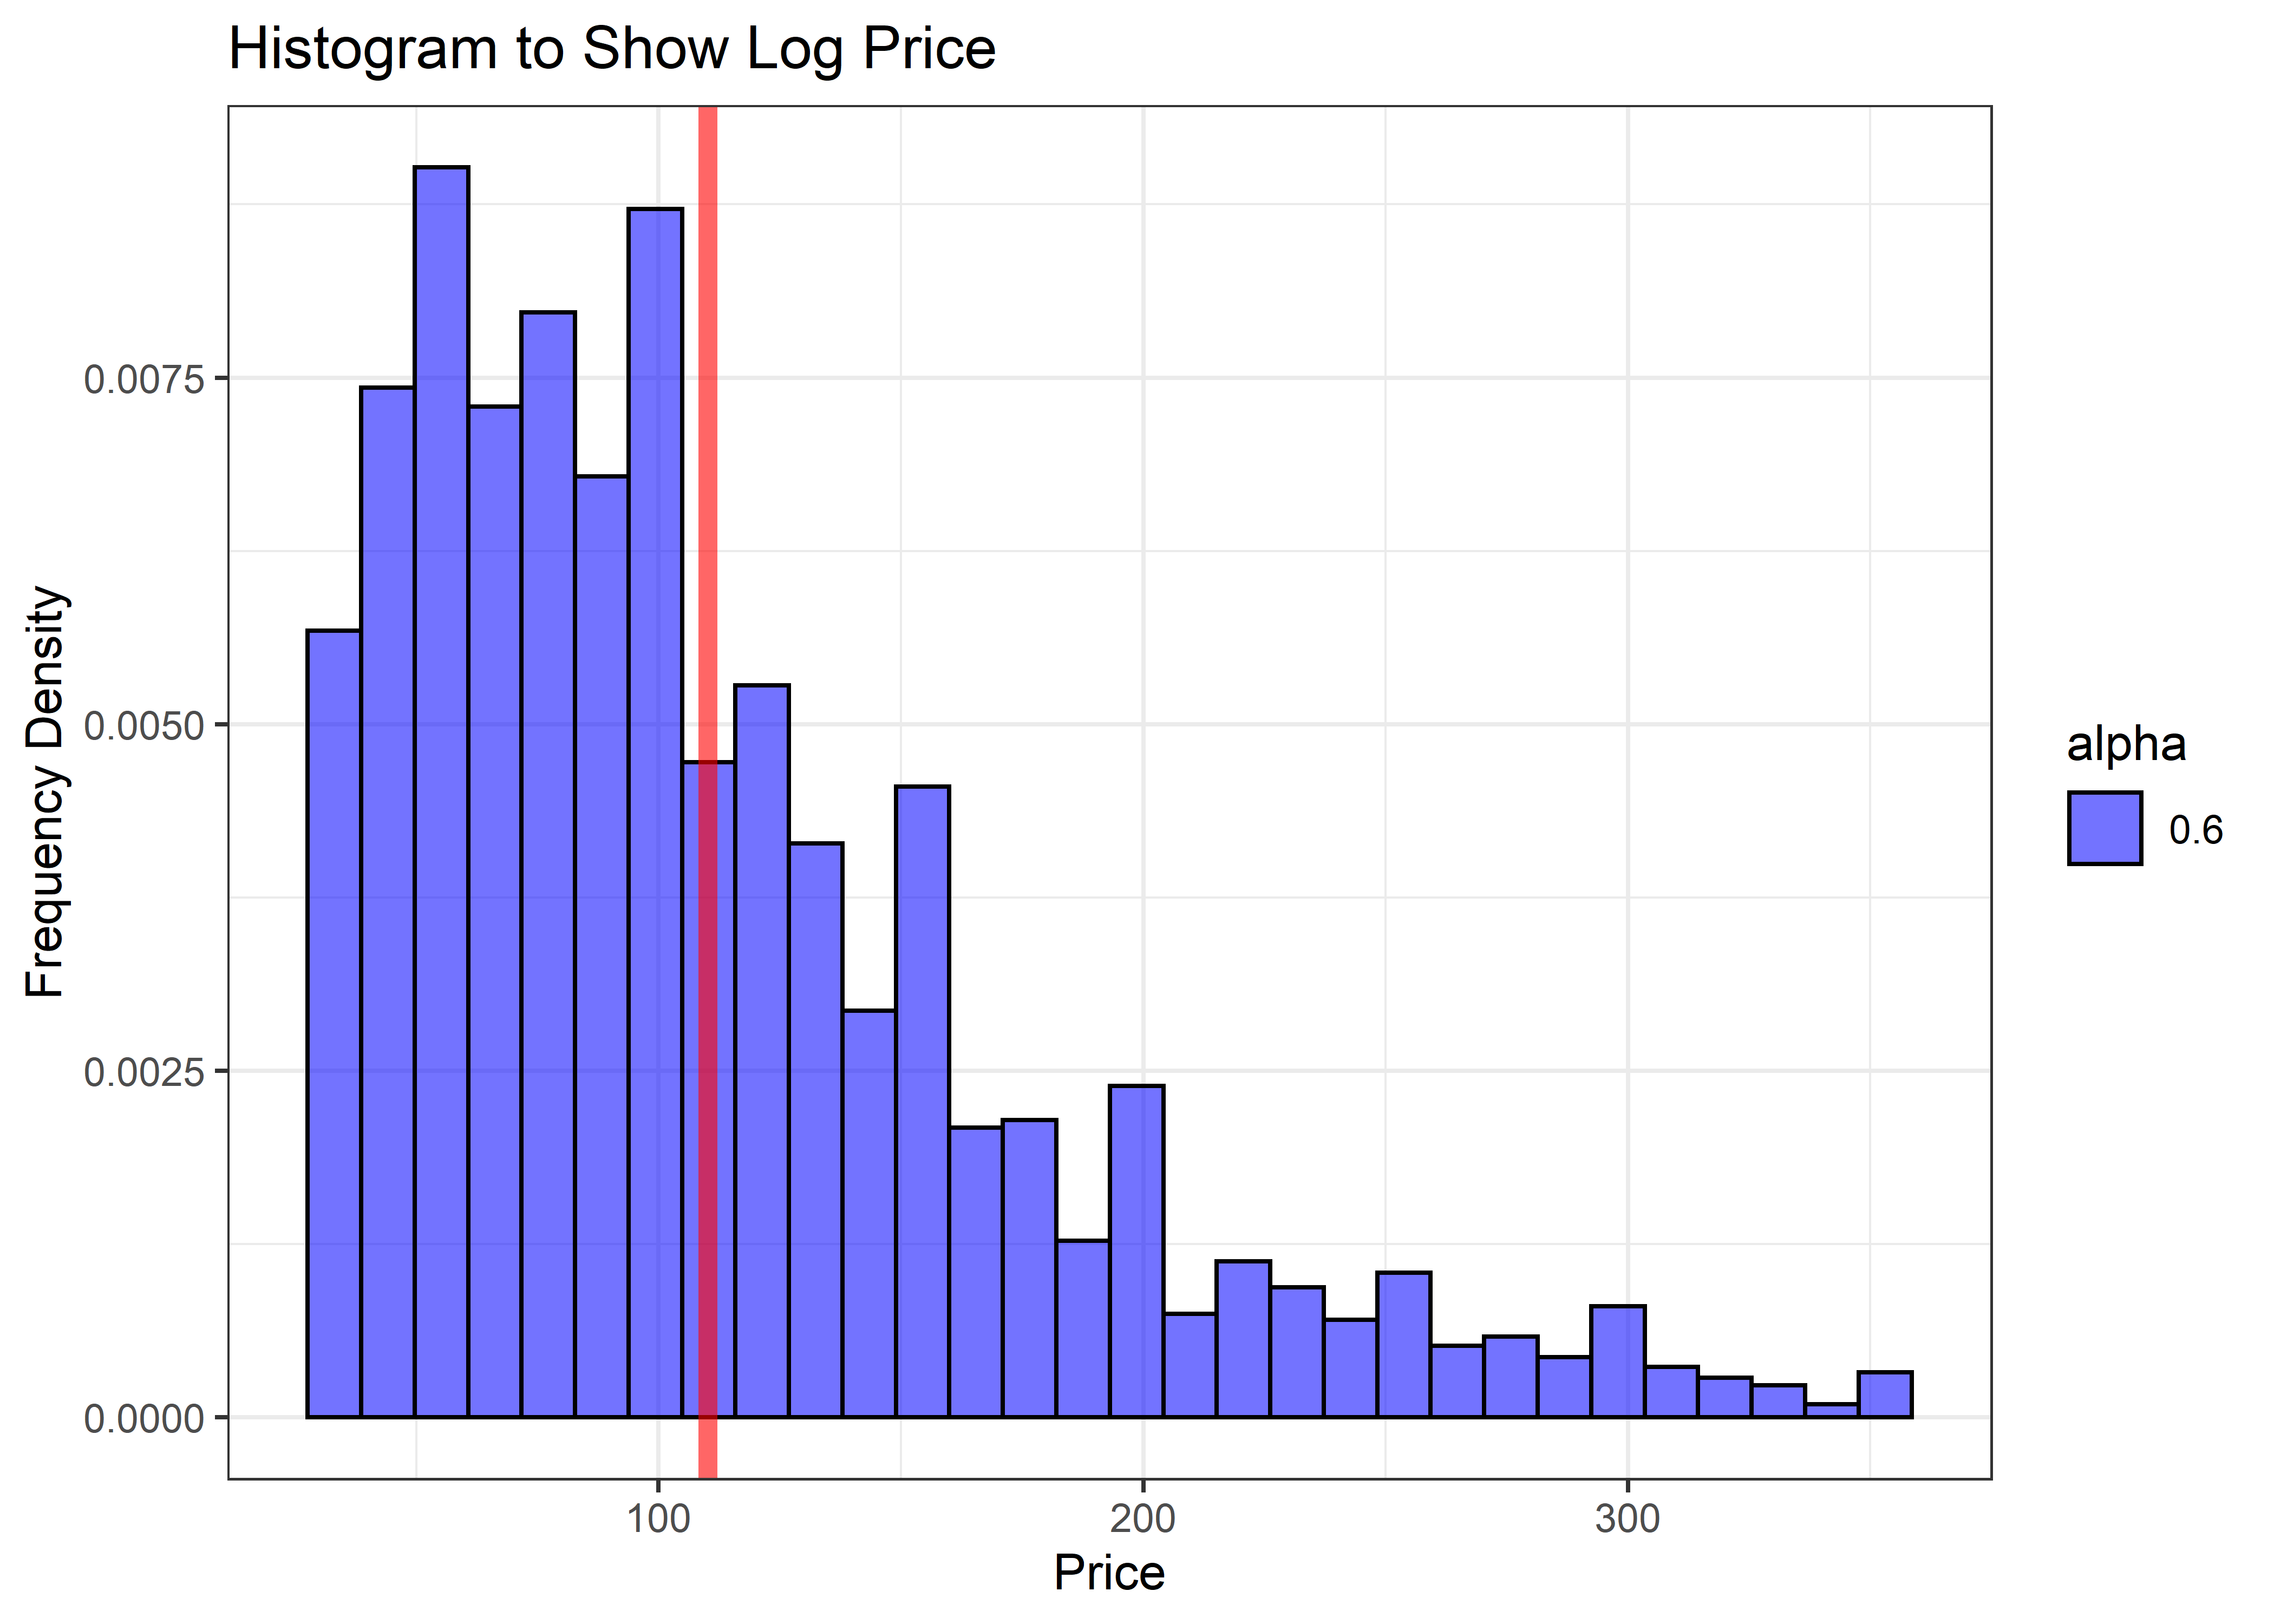 Histogram to Show Log Price
Frequency Density
0.0075
0.0050
0.0025
0.0000
100
200
300
Price
alpha
0.6